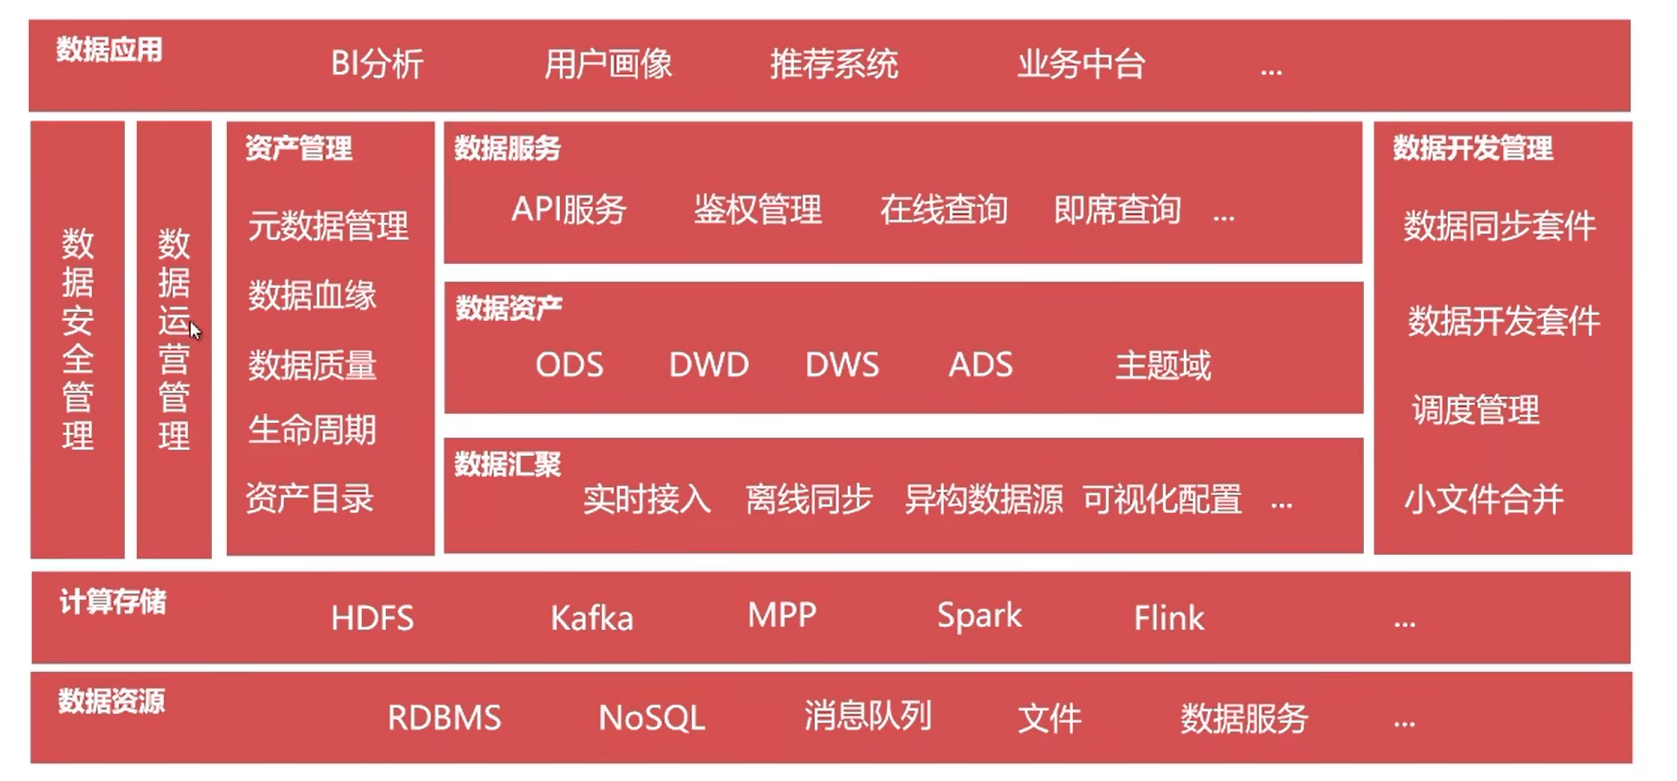 数据应用
BI分析 用户画像 推荐系统 业务中台 ...
数据安全管理
数据运营管理
资产管理
元数据管理
数据血缘
数据质量
生命周期
资产目录
数据服务
API服务 鉴权管理 在线查询 即席查询 ...
数据资产
ODS DWD DWS ADS 主题域
数据汇聚
实时接入 离线同步 异构数据源 可视化配置 ...
数据开发管理
数据同步套件
数据开发套件
调度管理
小文件合并
计算存储
HDFS Kafka MPP Spark Flink ...
数据资源
RDBMS NoSQL 消息队列 文件 数据服务 ...